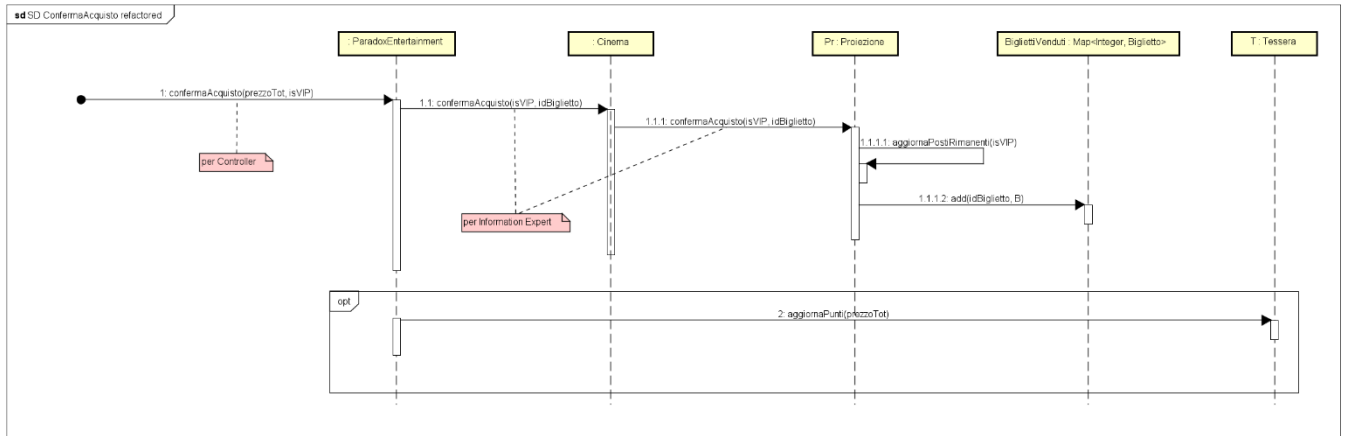 sd SD ConfermaAcquisto refactored
: ParadoxEntertainment
: Cinema
Pr : Proiezione
BigliettiVenduti : Map<Integer, Biglietto>
T : Tessera
1: confermaAcquisto(prezzoTot, isVIP)
1.1: confermaAcquisto(isVIP, idBiglietto)
1.1.1: confermaAcquisto(isVIP, idBiglietto)
1.1.1.1: aggiornaPostiRimanenti(isVIP)
per Controller
1.1.1.2: add(idBiglietto, B)
per Information Expert
opt
2: aggiornaPunti(prezzoTot)